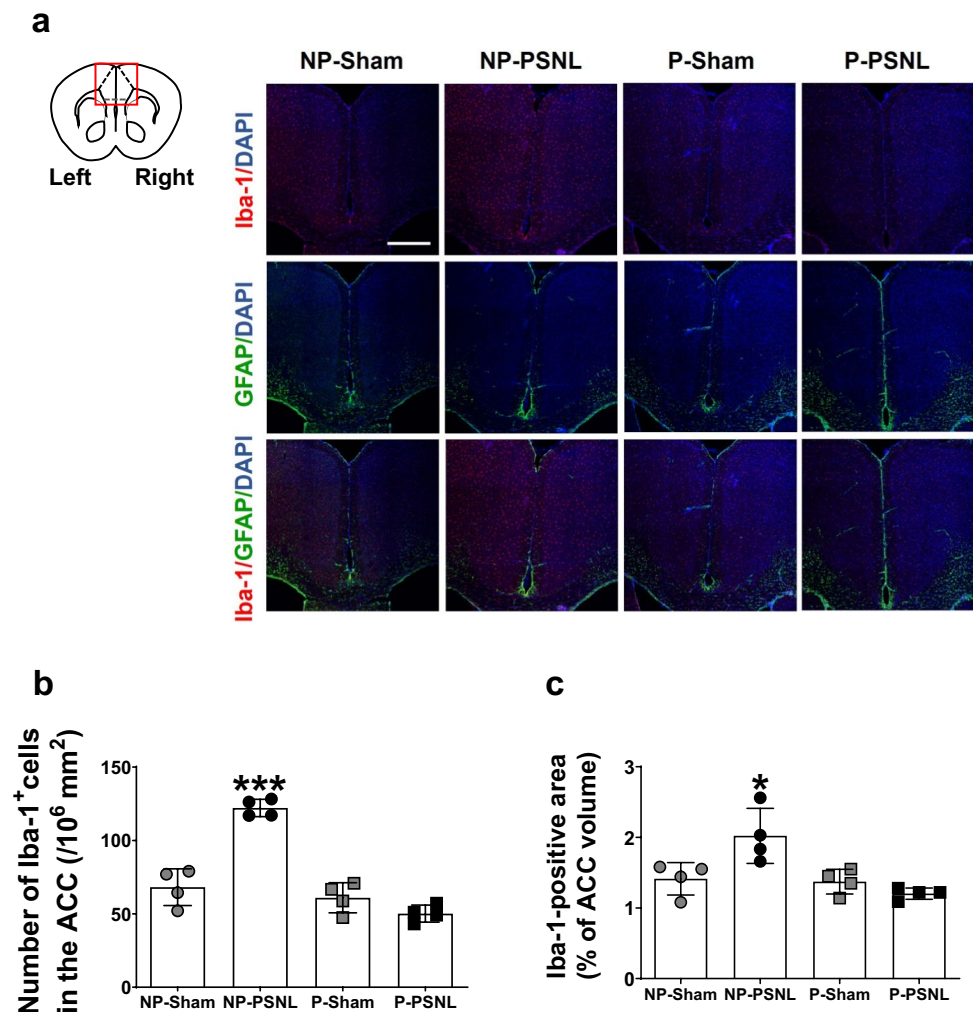 a
NP-Sham NP-PSNL P-Sham P-PSNL
Left Right
Iba-1/DAPI
GFAP/DAPI
Iba-1/GFAP/DAPI
b
Number of Iba-1⁺cells
in the ACC (/10⁶ mm²)
150
100
50
0
***
NP-Sham NP-PSNL P-Sham P-PSNL
c
Iba-1-positive area
(% of ACC volume)
3
2
1
0
*
NP-Sham NP-PSNL P-Sham P-PSNL